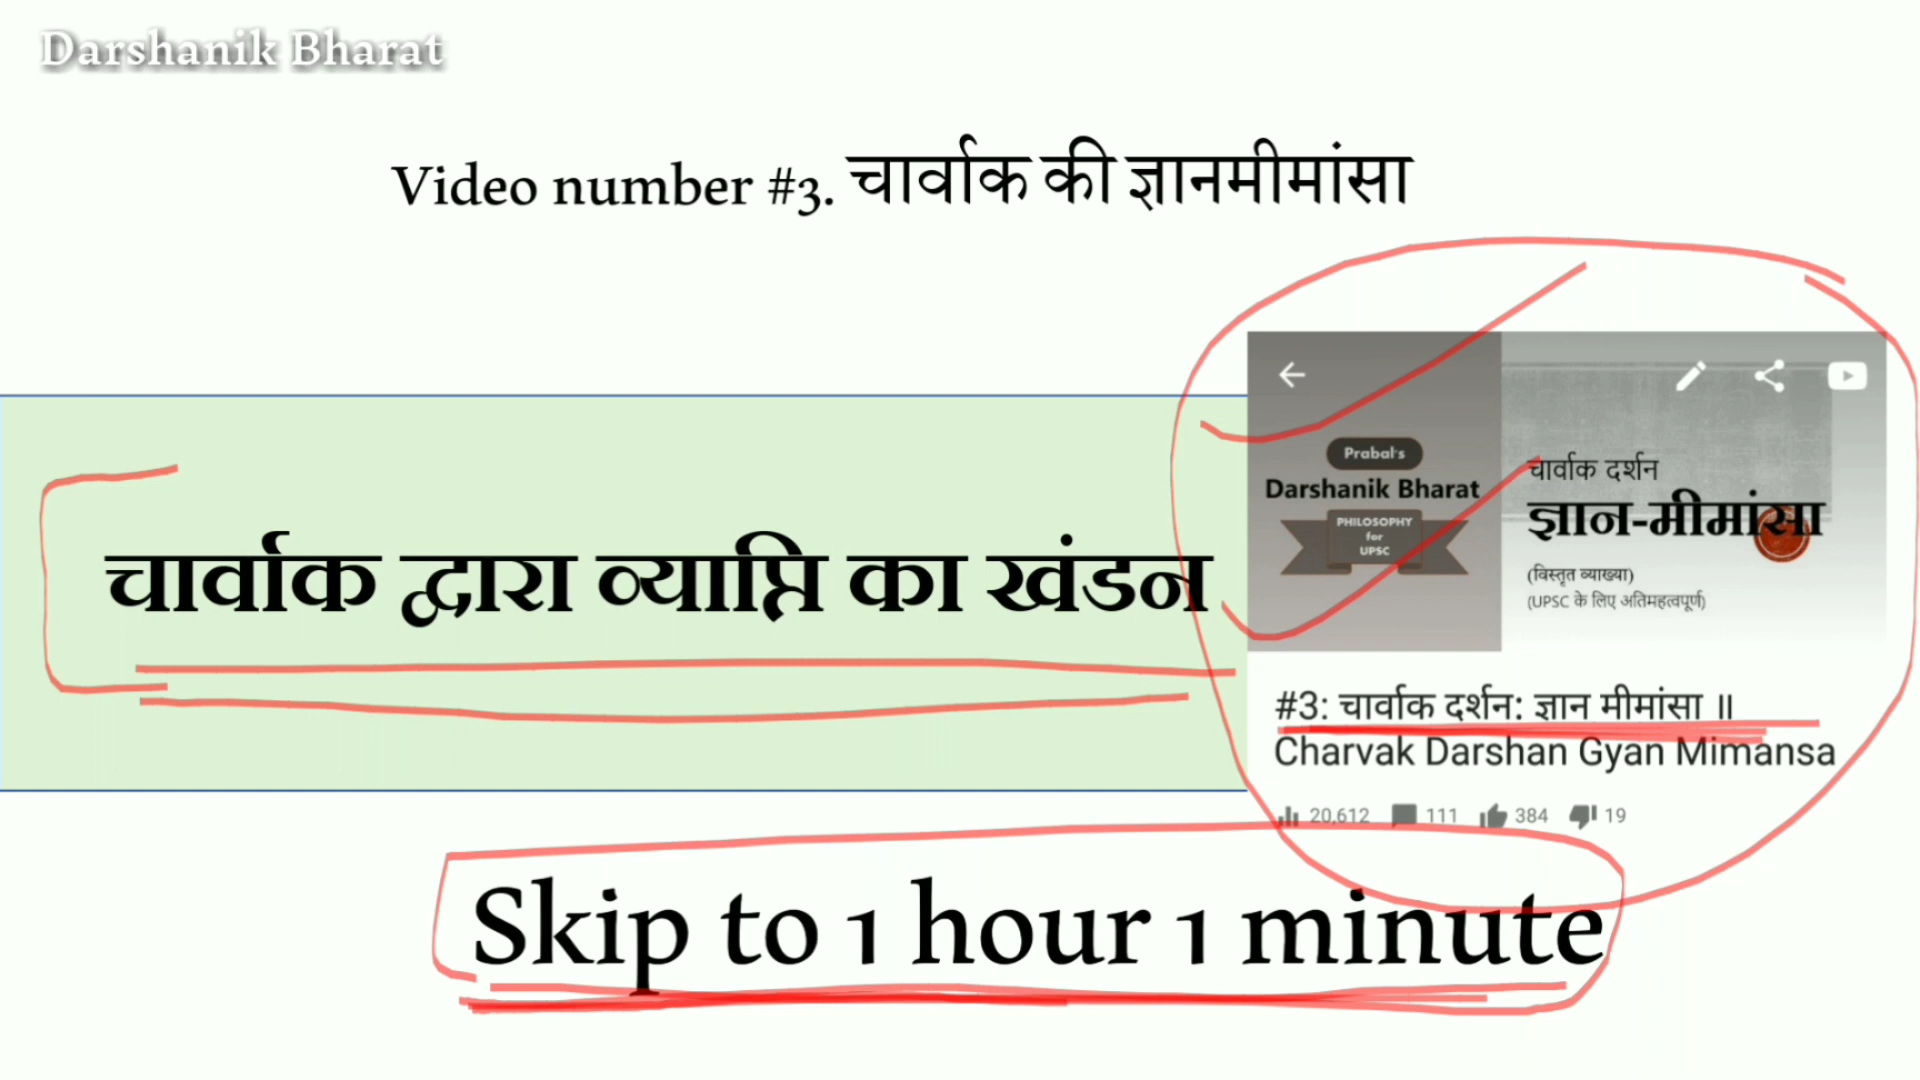 Darshanik Bharat
Video number #3. चार्वाक की ज्ञानमीमांसा
चार्वाक द्वारा व्याप्ति का खंडन
Prabal's
Darshanik Bharat
PHILOSOPHY
for
UPSC
चार्वाक दर्शन
ज्ञान-मीमांसा
(विस्तृत व्याख्या)
(UPSC के लिए अतिमहत्वपूर्ण)
#3: चार्वाक दर्शन: ज्ञान मीमांसा ॥
Charvak Darshan Gyan Mimansa
20,612 111 384 19
Skip to 1 hour 1 minute